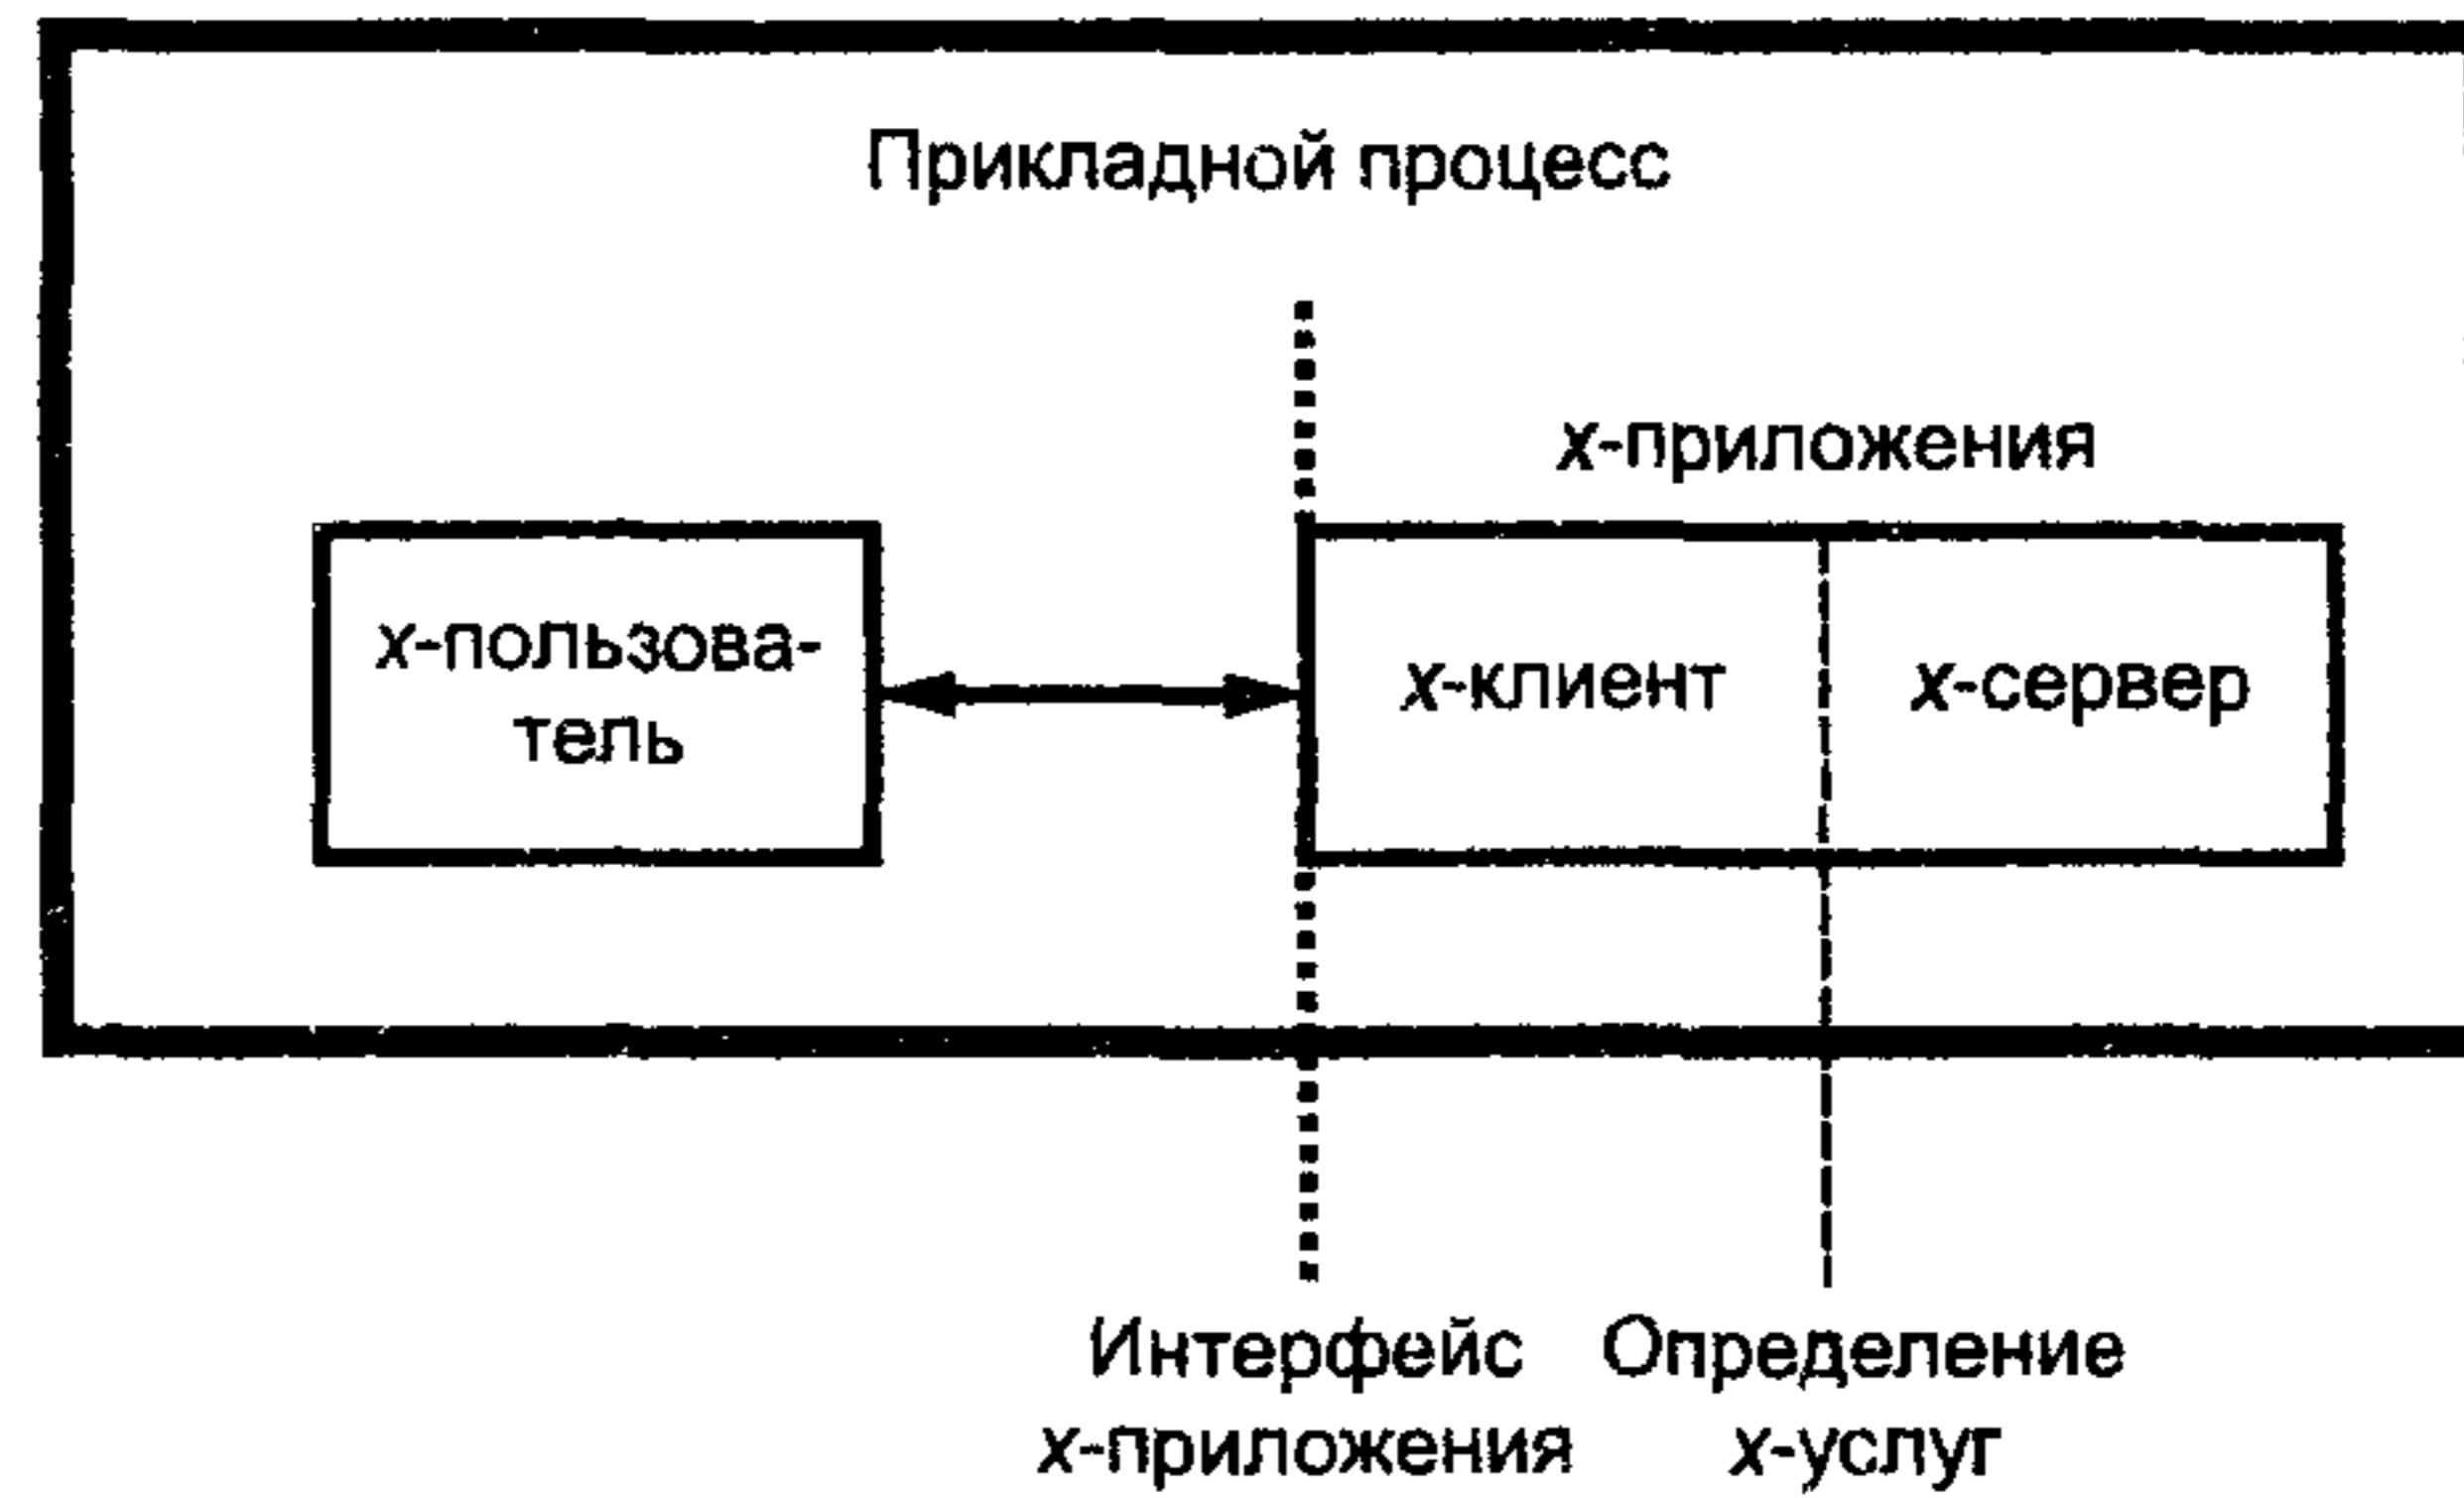 Прикладной процесс
x-приложения
x-пользова-
тель
x-клиент
x-сервер
Интерфейс
x-приложения
Определение
x-услуг